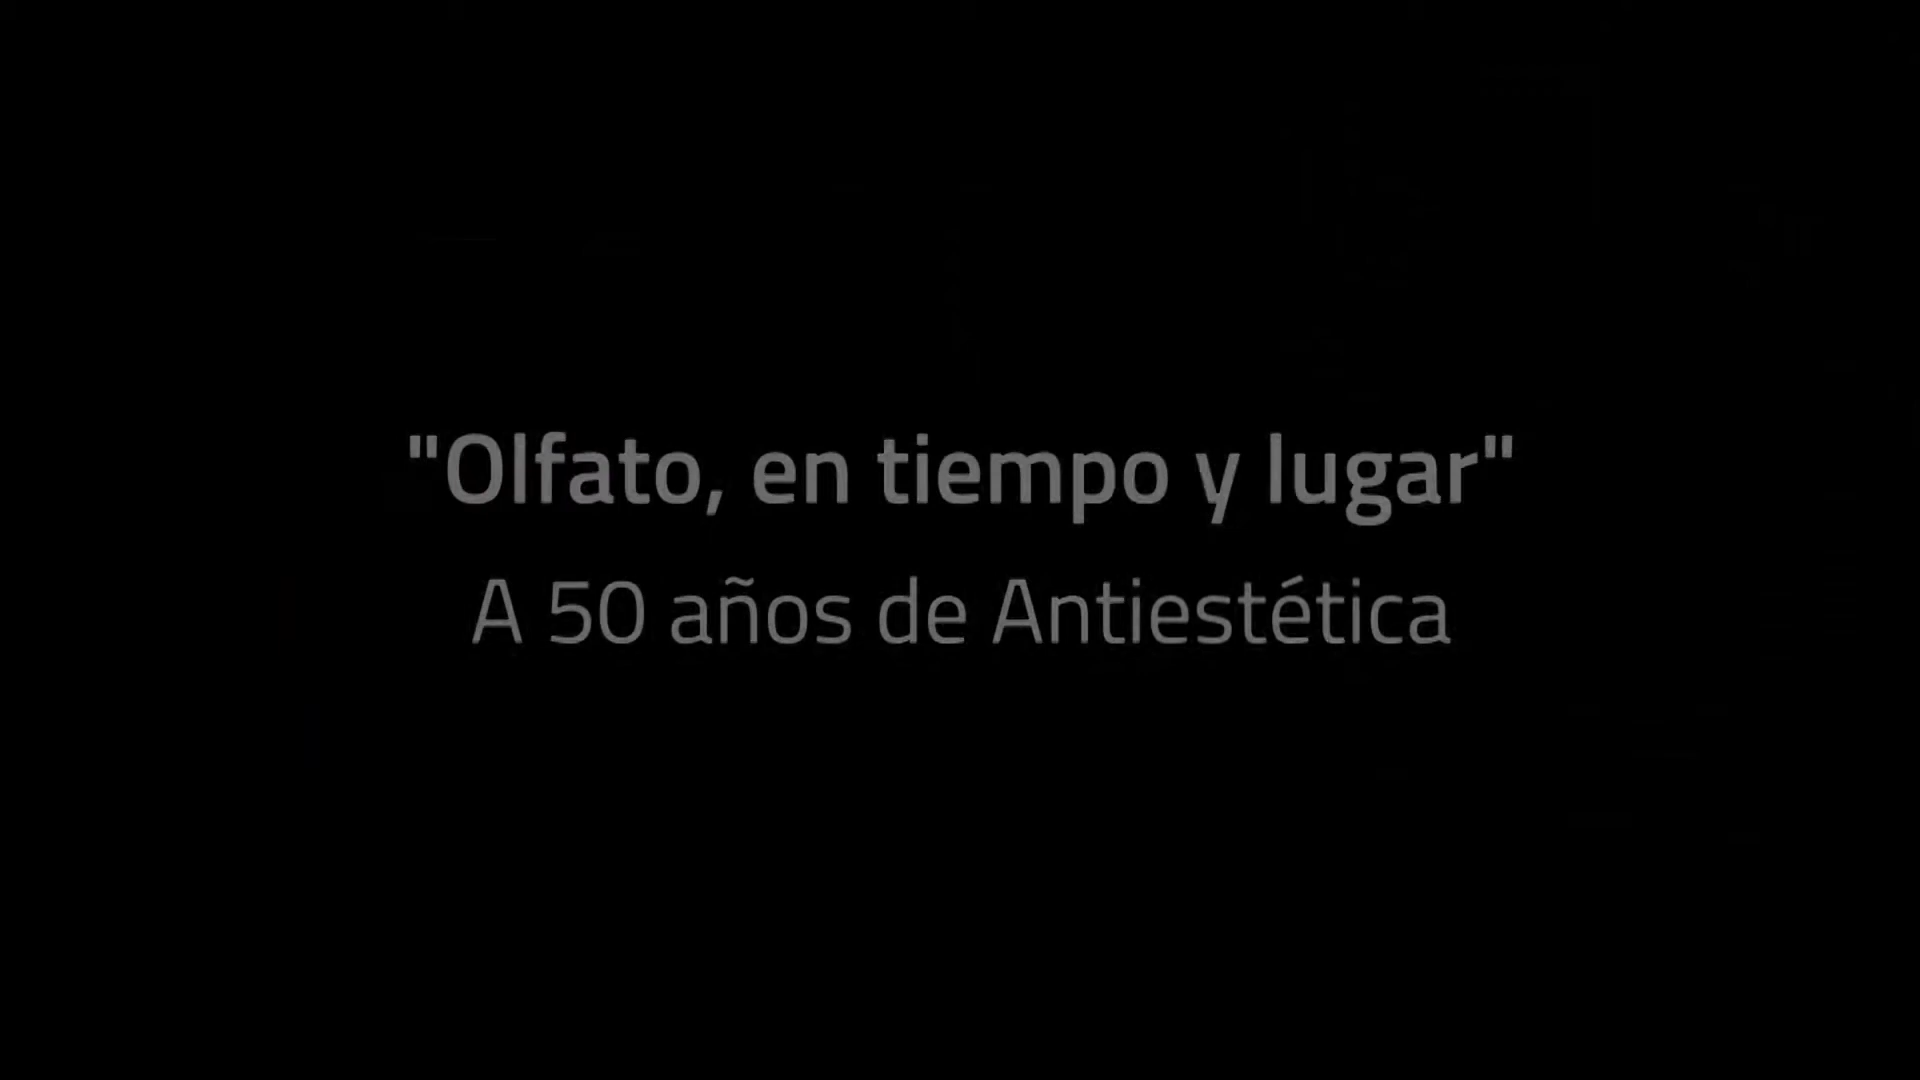 "Olfato, en tiempo y lugar"
A 50 años de Antiestética